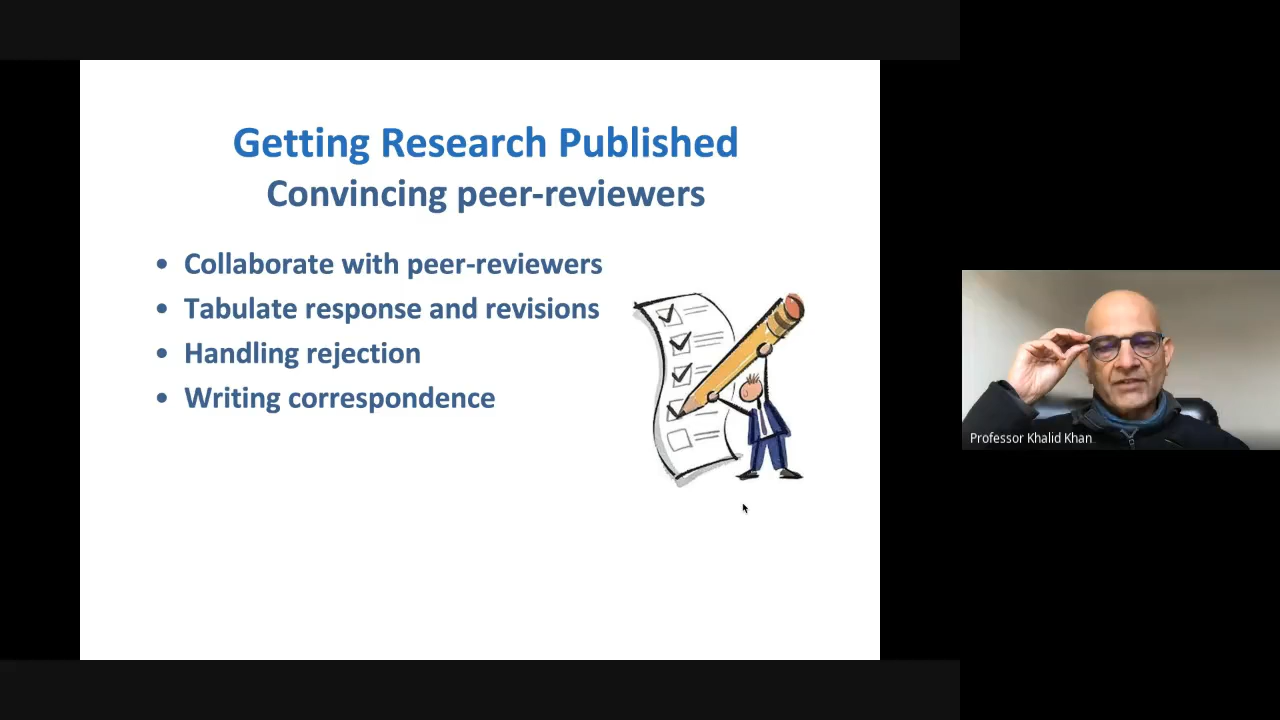 Getting Research Published
Convincing peer-reviewers
• Collaborate with peer-reviewers
• Tabulate response and revisions
• Handling rejection
• Writing correspondence
Professor Khalid Khan